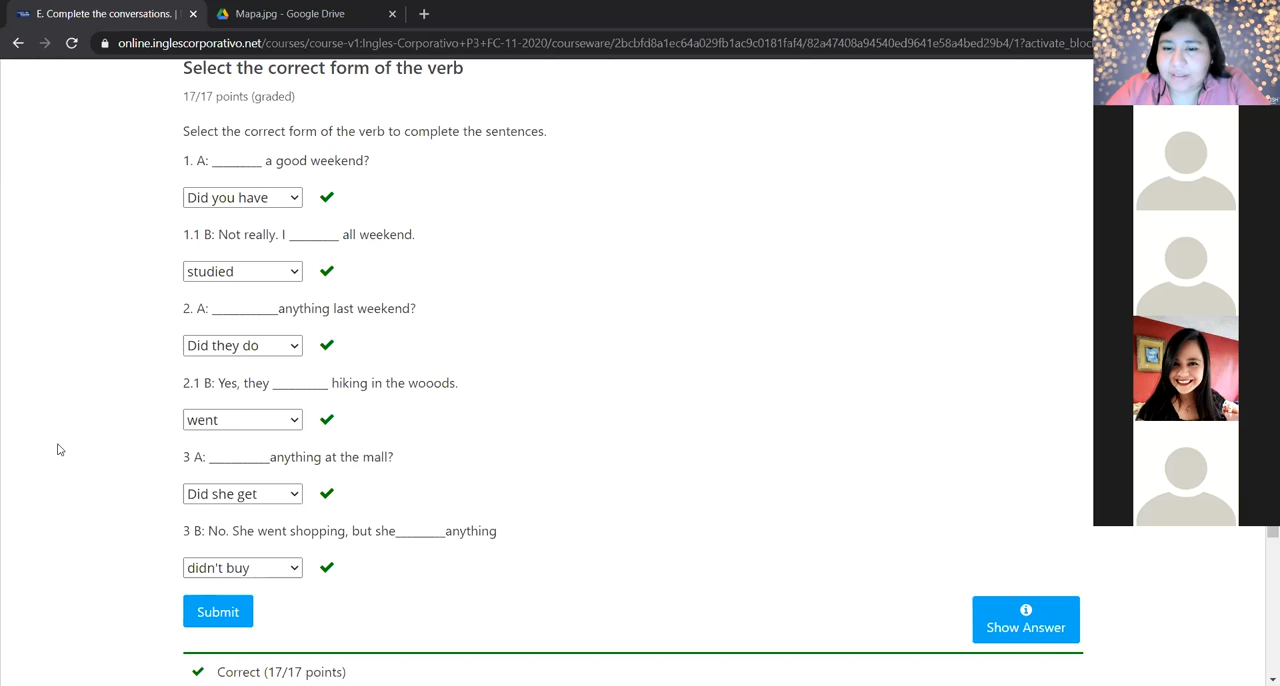 E. Complete the conversations. |
Mapa.jpg - Google Drive
online.inglescorporativo.net/courses/course-v1:Ingles-Corporativo+P3+FC-11-2020/courseware/2bcbfd8a1ec64a029fb1ac9c0181faf4/82a47408a94540ed9641e58a4bed29b4/1?activate_bloc
Select the correct form of the verb
17/17 points (graded)
Select the correct form of the verb to complete the sentences.
1. A: ________ a good weekend?
Did you have
1.1 B: Not really. I ________ all weekend.
studied
2. A: ___________anything last weekend?
Did they do
2.1 B: Yes, they _________ hiking in the wooods.
went
3 A: __________anything at the mall?
Did she get
3 B: No. She went shopping, but she________anything
didn't buy
Submit
Show Answer
Correct (17/17 points)